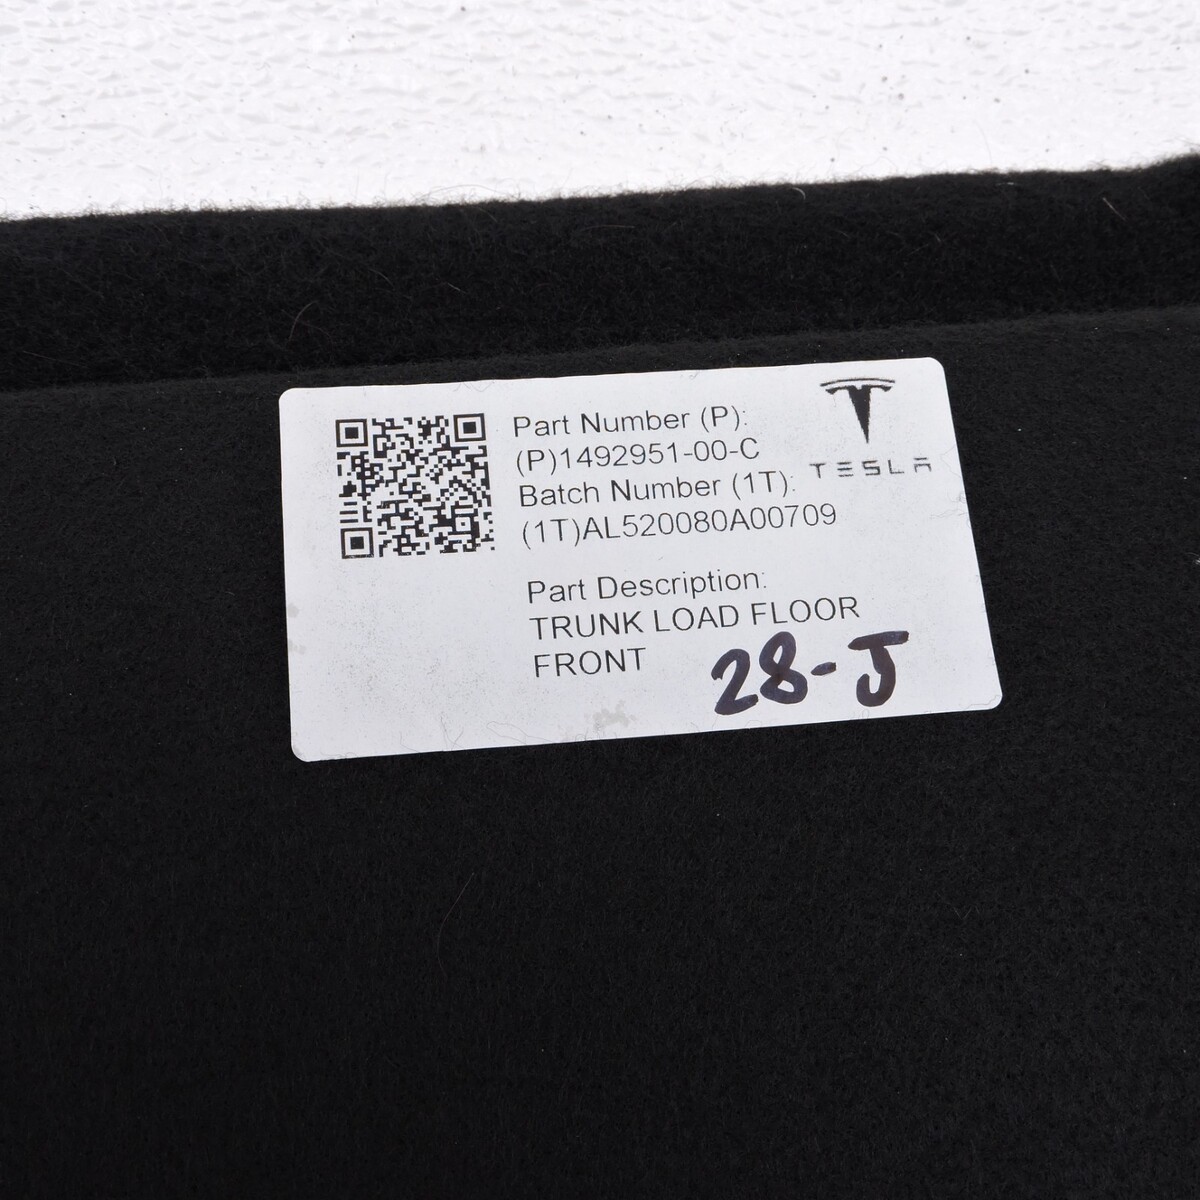 Part Number (P):
(P)1492951-00-C
Batch Number (1T):
(1T)AL520080A00709
TESLA
Part Description:
TRUNK LOAD FLOOR
FRONT
28-J